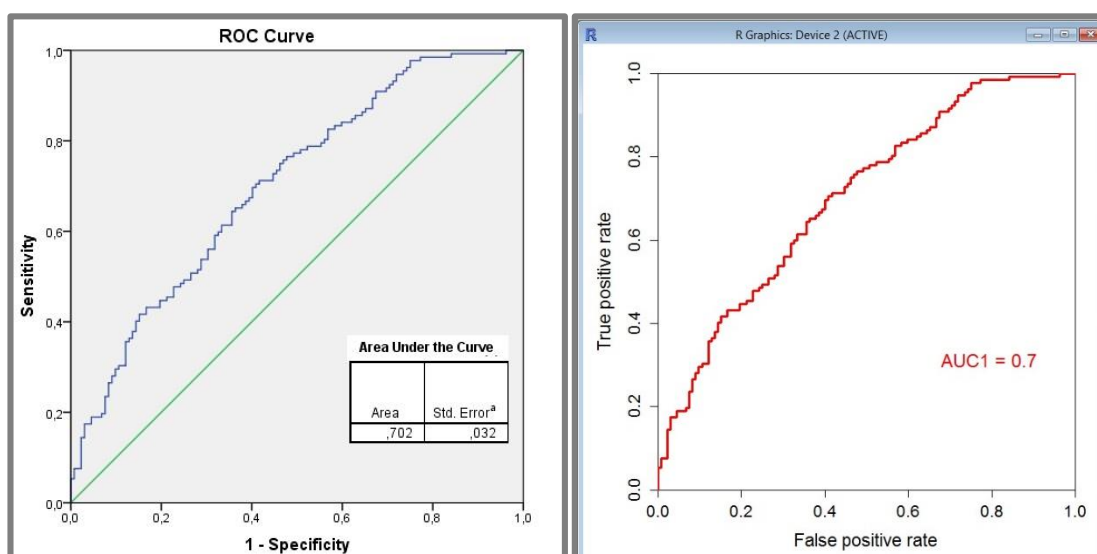 ROC Curve
Sensitivity
1,0
0,8
0,6
0,4
0,2
0,0
0,0 0,2 0,4 0,6 0,8 1,0
1 - Specificity
Area Under the Curve
Area Std. Errorᵃ
,702 ,032
R Graphics: Device 2 (ACTIVE)
True positive rate
1.0
0.8
0.6
0.4
0.2
0.0
AUC1 = 0.7
0.0 0.2 0.4 0.6 0.8 1.0
False positive rate